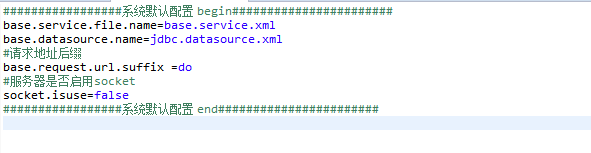 #################系统默认配置 begin#######################
base.service.file.name=base.service.xml
base.datasource.name=jdbc.datasource.xml
#请求地址后缀
base.request.url.suffix =do
#服务器是否启用socket
socket.isuse=false
#################系统默认配置 end#######################